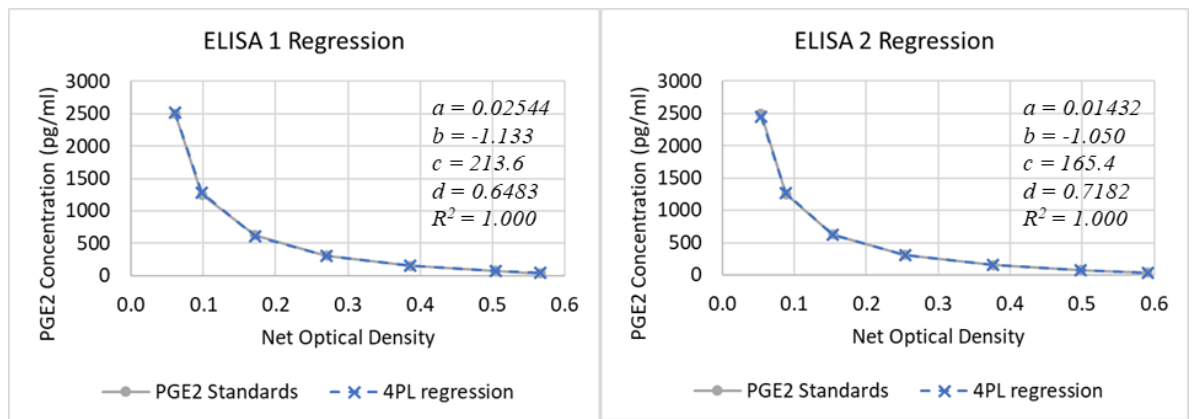 ELISA 1 Regression
PGE2 Concentration (pg/ml)
3000
2500
2000
1500
1000
500
0
a = 0.02544
b = -1.133
c = 213.6
d = 0.6483
R² = 1.000
0.0 0.1 0.2 0.3 0.4 0.5 0.6
Net Optical Density
PGE2 Standards 4PL regression
ELISA 2 Regression
PGE2 Concentration (pg/ml)
3000
2500
2000
1500
1000
500
0
a = 0.01432
b = -1.050
c = 165.4
d = 0.7182
R² = 1.000
0.0 0.1 0.2 0.3 0.4 0.5 0.6
Net Optical Density
PGE2 Standards 4PL regression